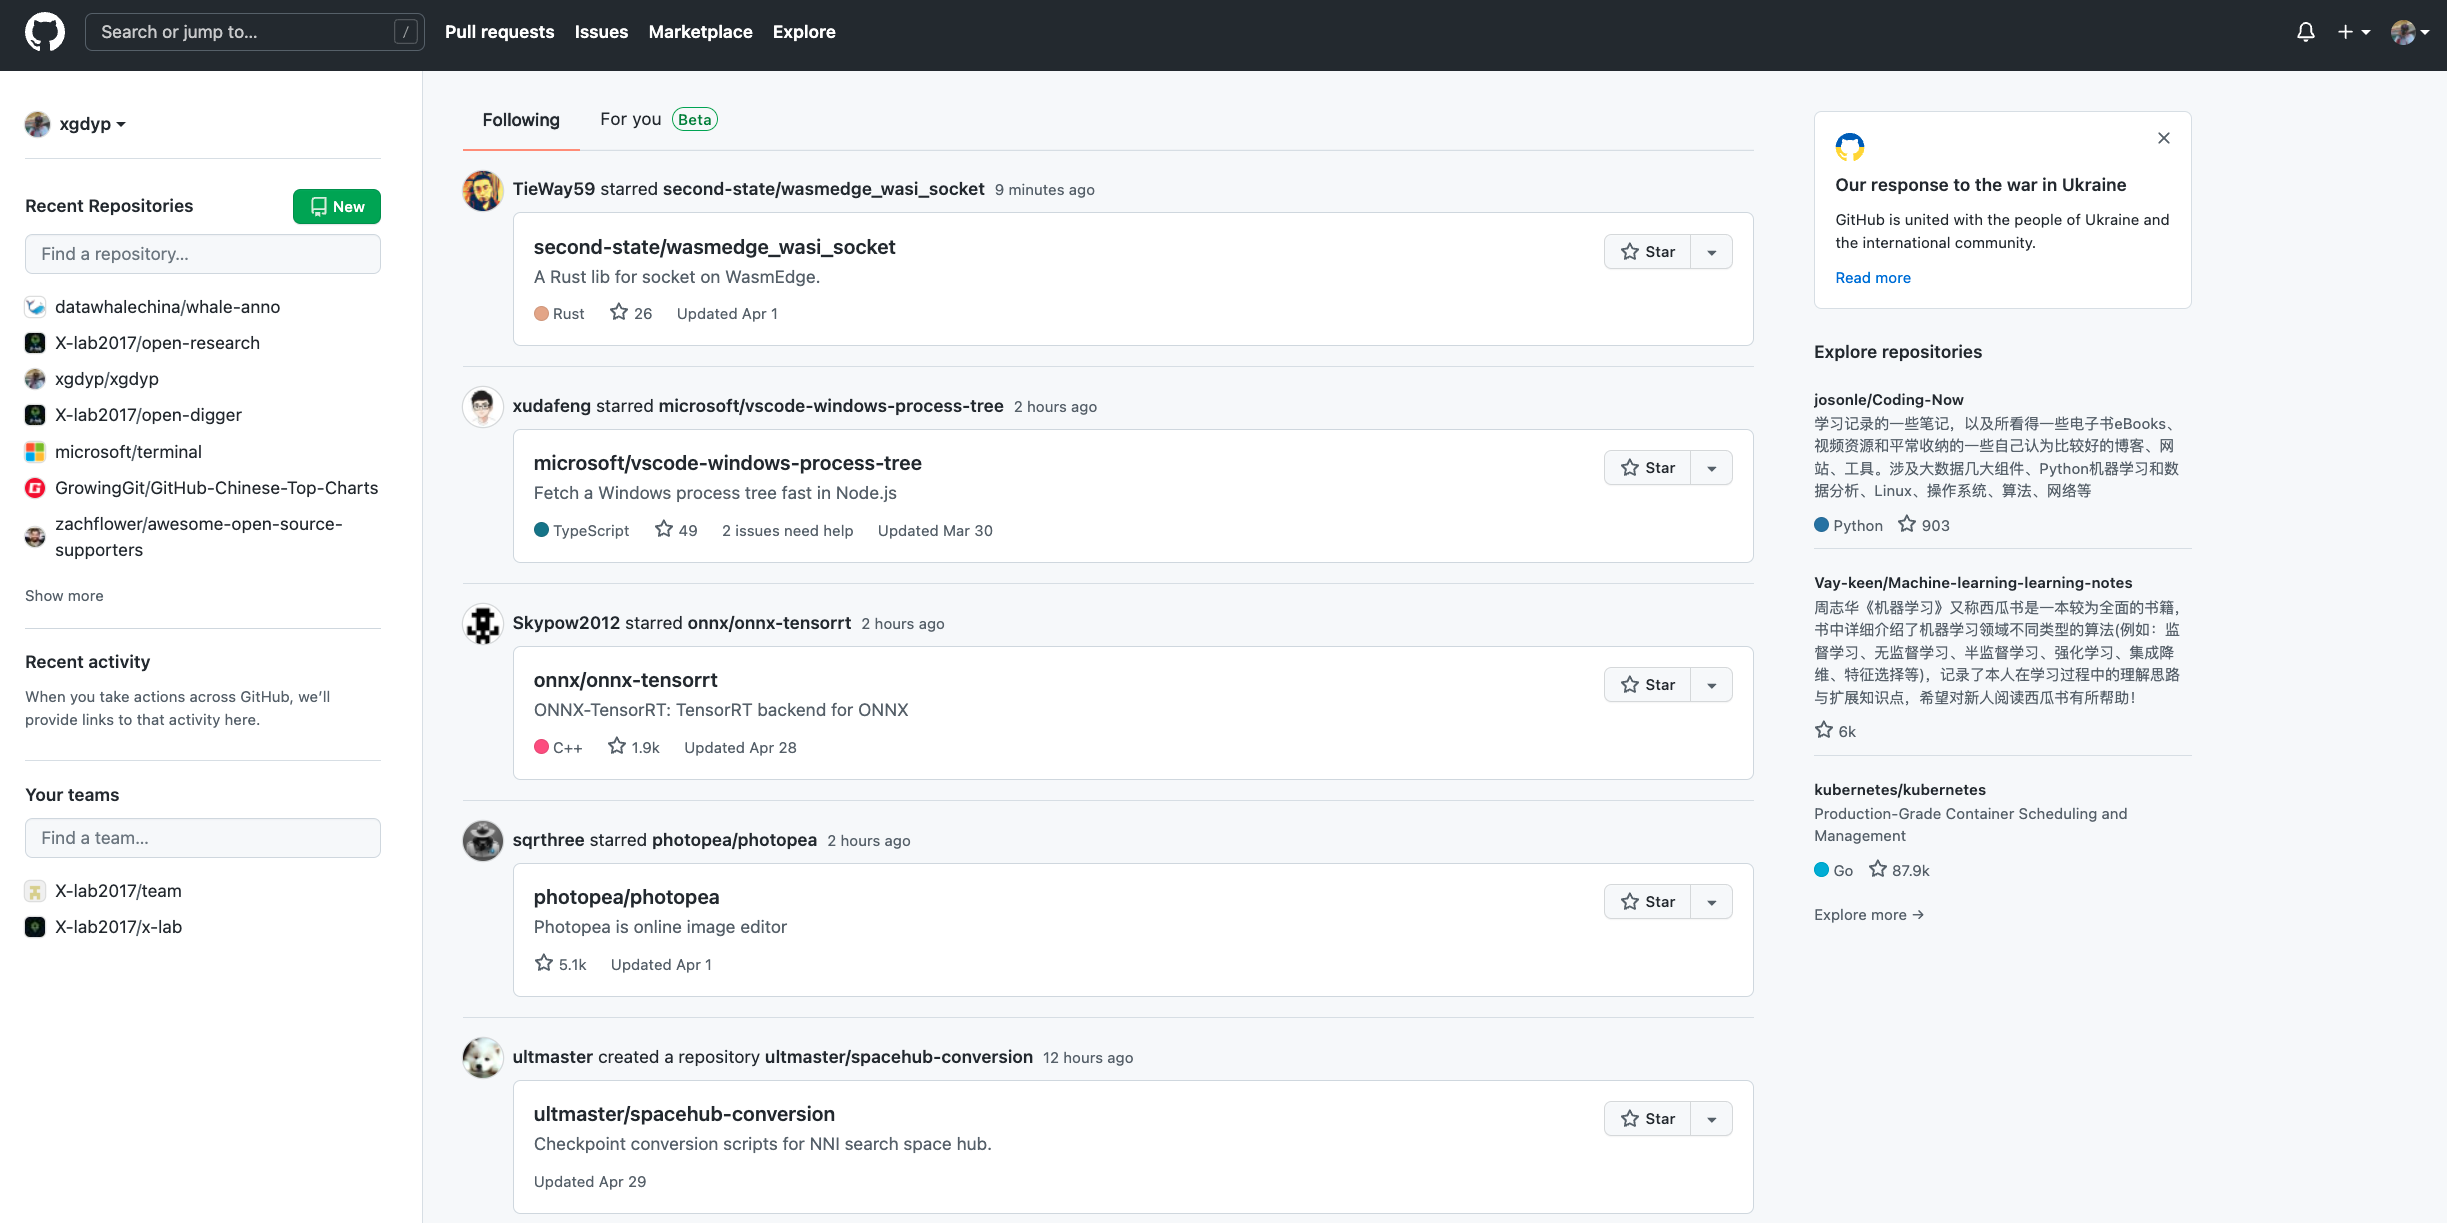 Search or jump to... /
Pull requests Issues Marketplace Explore
xgdyp
Recent Repositories
New
Find a repository...
datawhalechina/whale-anno
X-lab2017/open-research
xgdyp/xgdyp
X-lab2017/open-digger
microsoft/terminal
GrowingGit/GitHub-Chinese-Top-Charts
zachflower/awesome-open-source-
supporters
Show more
Recent activity
When you take actions across GitHub, we’ll
provide links to that activity here.
Your teams
Find a team...
X-lab2017/team
X-lab2017/x-lab
Following For you Beta
TieWay59 starred second-state/wasmedge_wasi_socket 9 minutes ago
second-state/wasmedge_wasi_socket
Star
A Rust lib for socket on WasmEdge.
Rust 26 Updated Apr 1
xudafeng starred microsoft/vscode-windows-process-tree 2 hours ago
microsoft/vscode-windows-process-tree
Star
Fetch a Windows process tree fast in Node.js
TypeScript 49 2 issues need help Updated Mar 30
Skypow2012 starred onnx/onnx-tensorrt 2 hours ago
onnx/onnx-tensorrt
Star
ONNX-TensorRT: TensorRT backend for ONNX
C++ 1.9k Updated Apr 28
sqrthree starred photopea/photopea 2 hours ago
photopea/photopea
Star
Photopea is online image editor
5.1k Updated Apr 1
ultmaster created a repository ultmaster/spacehub-conversion 12 hours ago
ultmaster/spacehub-conversion
Star
Checkpoint conversion scripts for NNI search space hub.
Updated Apr 29
Our response to the war in Ukraine
GitHub is united with the people of Ukraine and
the international community.
Read more
Explore repositories
josonle/Coding-Now
学习记录的一些笔记，以及所看得一些电子书eBooks、
视频资源和平常收纳的一些自己认为比较好的博客、网
站、工具。涉及大数据几大组件、Python机器学习和数
据分析、Linux、操作系统、算法、网络等
Python 903
Vay-keen/Machine-learning-learning-notes
周志华《机器学习》又称西瓜书是一本较为全面的书籍，
书中详细介绍了机器学习领域不同类型的算法(例如：监
督学习、无监督学习、半监督学习、强化学习、集成降
维、特征选择等)，记录了本人在学习过程中的理解思路
与扩展知识点，希望对新人阅读西瓜书有所帮助！
6k
kubernetes/kubernetes
Production-Grade Container Scheduling and
Management
Go 87.9k
Explore more →